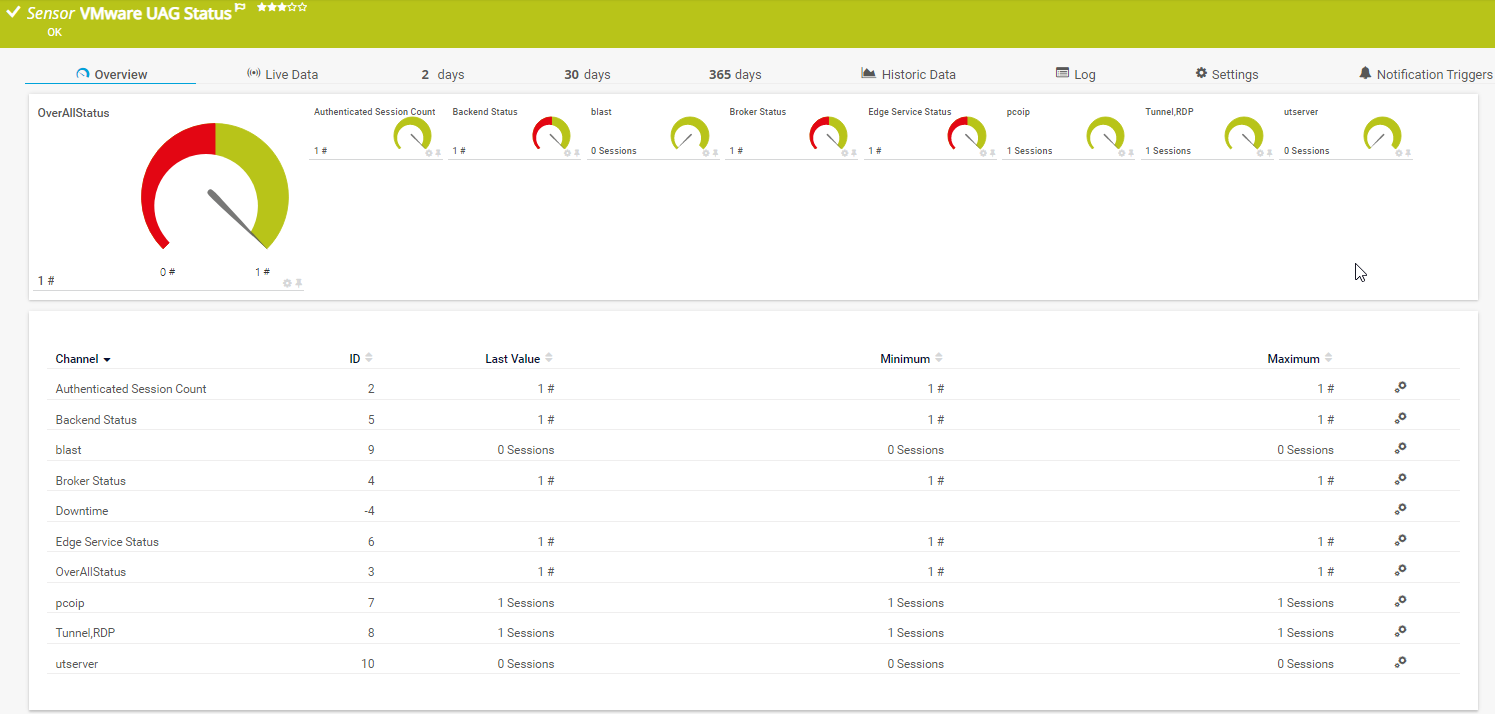 Sensor VMware UAG Status
OK
Overview Live Data 2 days 30 days 365 days Historic Data Log Settings Notification Triggers
OverAllStatus
0 # 1 #
1 #
Authenticated Session Count
1 #
Backend Status
1 #
blast
0 Sessions
Broker Status
1 #
Edge Service Status
1 #
pcoip
1 Sessions
Tunnel,RDP
1 Sessions
utserver
0 Sessions
Channel ID Last Value Minimum Maximum
Authenticated Session Count 2 1 # 1 # 1 #
Backend Status 5 1 # 1 # 1 #
blast 9 0 Sessions 0 Sessions 0 Sessions
Broker Status 4 1 # 1 # 1 #
Downtime -4
Edge Service Status 6 1 # 1 # 1 #
OverAllStatus 3 1 # 1 # 1 #
pcoip 7 1 Sessions 1 Sessions 1 Sessions
Tunnel,RDP 8 1 Sessions 1 Sessions 1 Sessions
utserver 10 0 Sessions 0 Sessions 0 Sessions